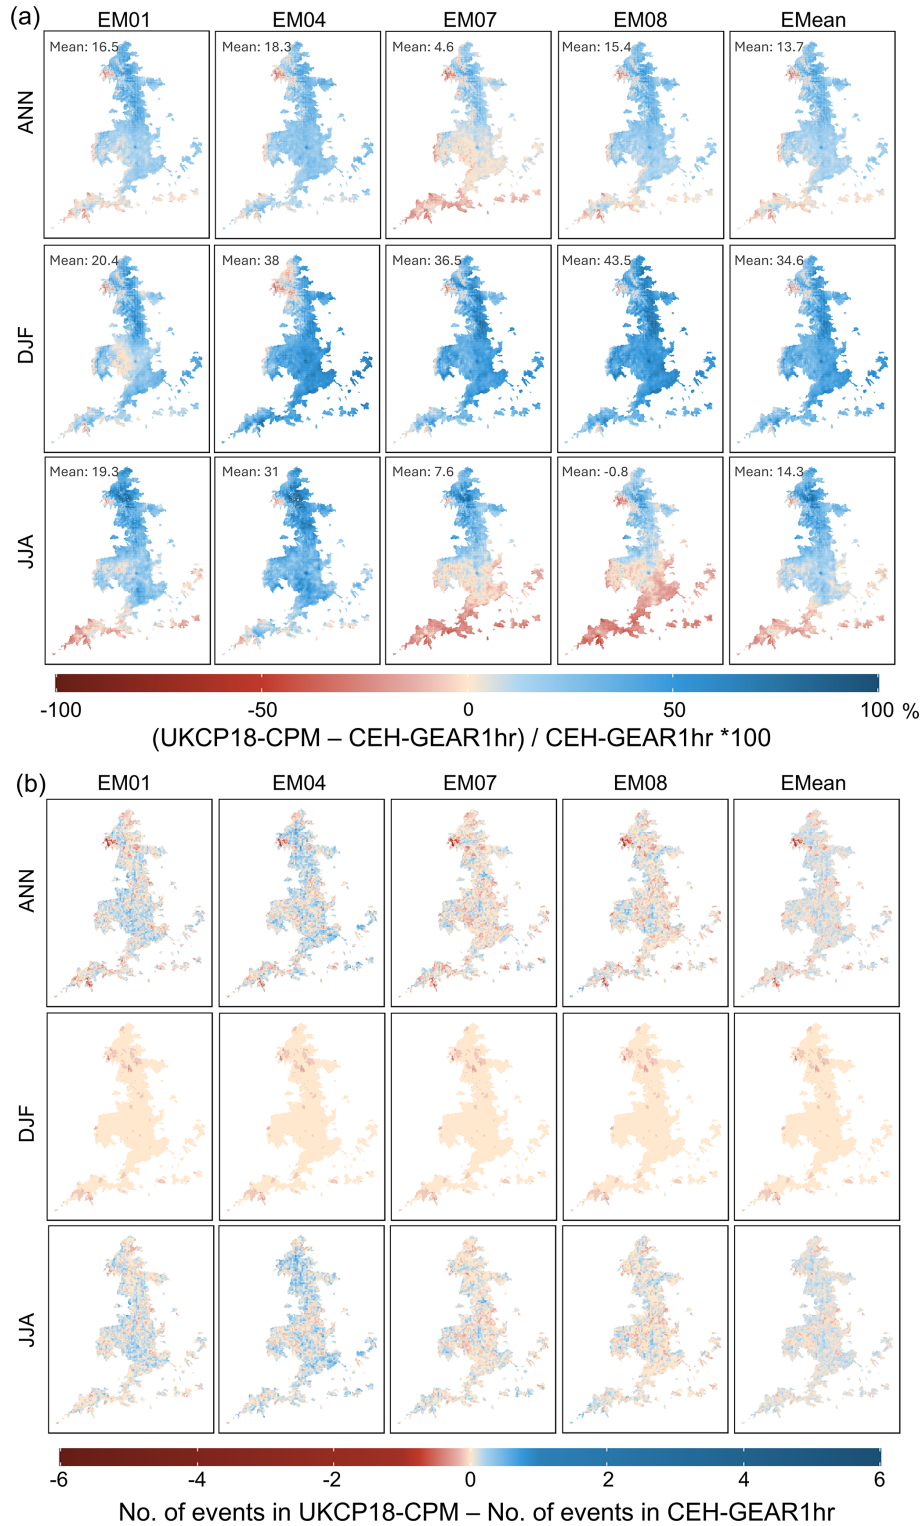 (a)
EM01 EM04 EM07 EM08 EMean
ANN
Mean: 16.5 Mean: 18.3 Mean: 4.6 Mean: 15.4 Mean: 13.7
DJF
Mean: 20.4 Mean: 38 Mean: 36.5 Mean: 43.5 Mean: 34.6
JJA
Mean: 19.3 Mean: 31 Mean: 7.6 Mean: -0.8 Mean: 14.3
-100 -50 0 50 100 %
(UKCP18-CPM – CEH-GEAR1hr) / CEH-GEAR1hr *100
(b)
EM01 EM04 EM07 EM08 EMean
ANN
DJF
JJA
-6 -4 -2 0 2 4 6
No. of events in UKCP18-CPM – No. of events in CEH-GEAR1hr